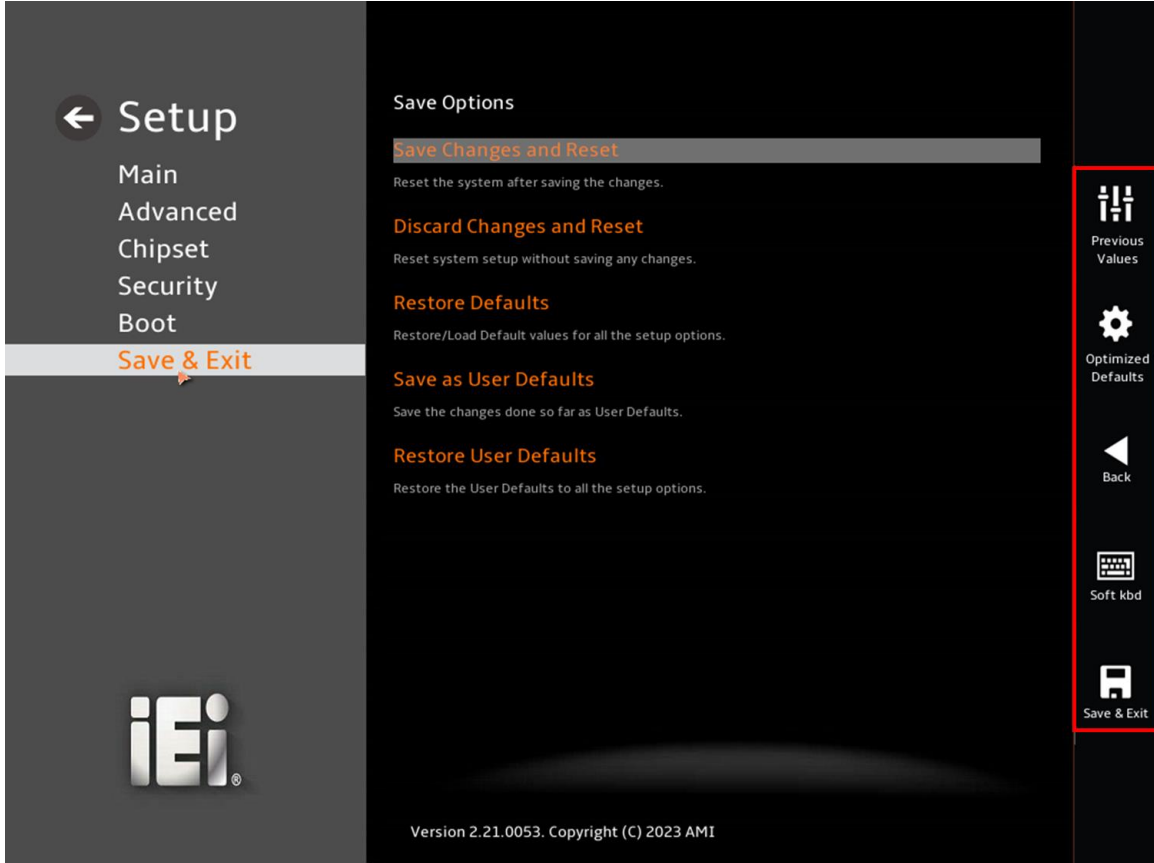 Setup
Main
Advanced
Chipset
Security
Boot
Save & Exit
iEi®
Save Options
Save Changes and Reset
Reset the system after saving the changes.
Discard Changes and Reset
Reset system setup without saving any changes.
Restore Defaults
Restore/Load Default values for all the setup options.
Save as User Defaults
Save the changes done so far as User Defaults.
Restore User Defaults
Restore the User Defaults to all the setup options.
Version 2.21.0053. Copyright (C) 2023 AMI
Previous
Values
Optimized
Defaults
Back
Soft kbd
Save & Exit